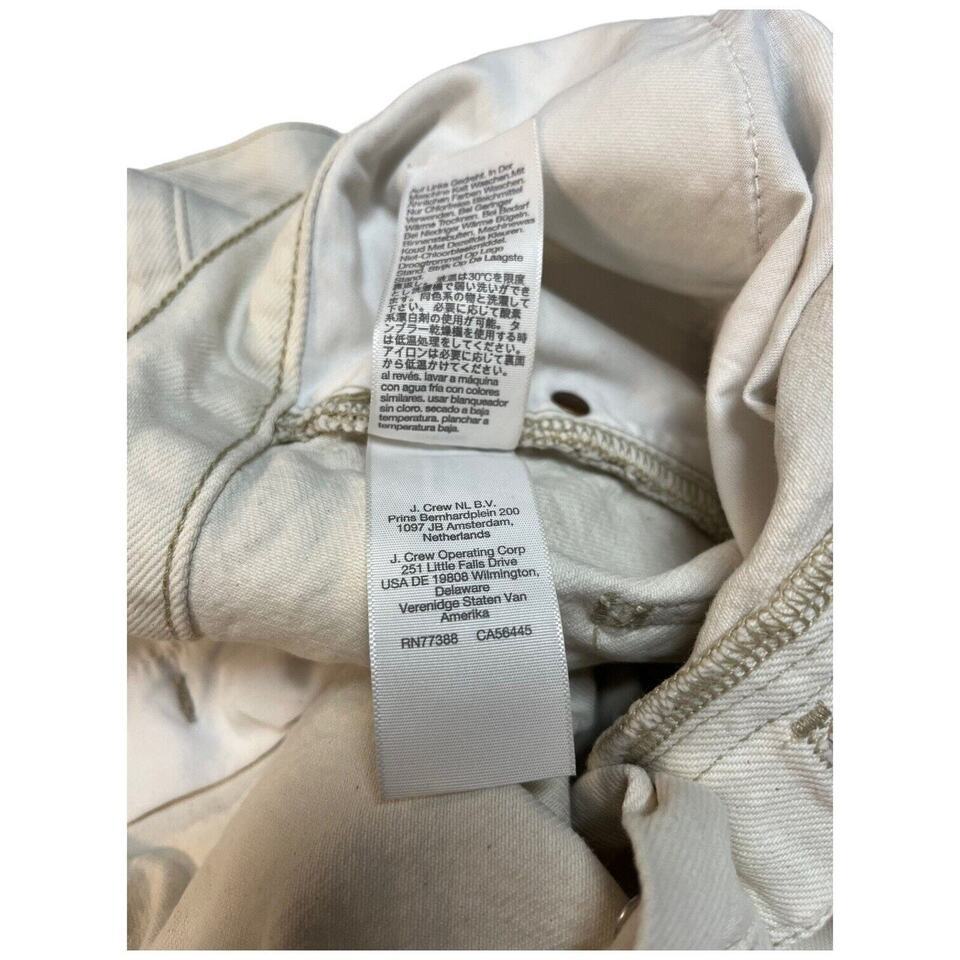 Auf Links Gedreht. In Der
Maschine Kalt Waschen. Mit
Ähnlichen Farben Waschen.
Nur Chlorfreies Bleichmittel
Verwenden. Bei Geringer
Wärme Trocknen. Bei Bedarf
Bei Niedriger Wärme Bügeln.
Binnenstebuiten, Machinewas
Koud Met Dezelfde Kleuren.
Niet-Chloorbleekmiddel.
Droogtrommel Op Lage
Stand. Strijk Op De Laagste
Stand.
裏返し、液温は30℃を限度
とし洗濯機で弱い洗いができ
ます。同色系の物と洗濯して
下さい。必要に応じて酸素
系漂白剤の使用が可能。タ
ンブラー乾燥機を使用する時
は低温処理をしてください。
アイロンは必要に応じて裏面
から低温かけてください。
al revés. lavar a máquina
con agua fría con colores
similares. usar blanqueador
sin cloro. secado a baja
temperatura. planchar a
temperatura baja.
J. Crew NL B.V.
Prins Bernhardplein 200
1097 JB Amsterdam,
Netherlands
J. Crew Operating Corp
251 Little Falls Drive
USA DE 19808 Wilmington,
Delaware
Verenidge Staten Van
Amerika
RN77388 CA56445